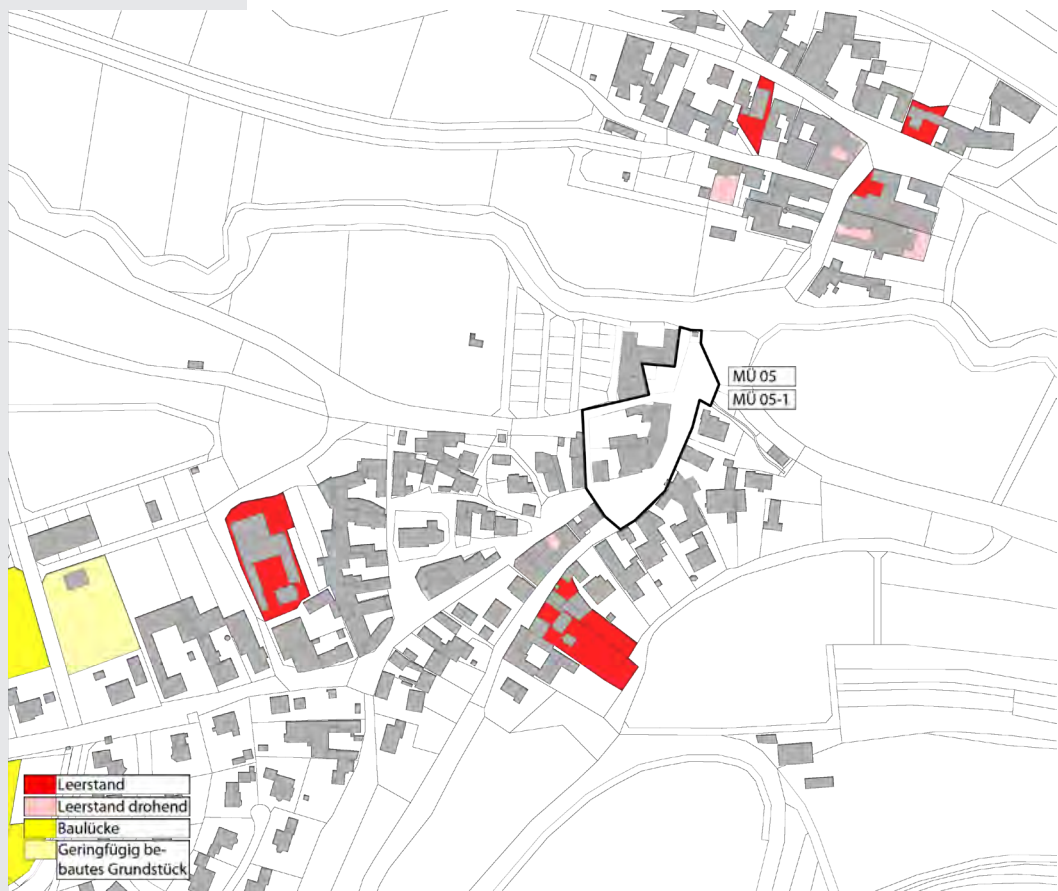 MÜ 05
MÜ 05-1
Leerstand
Leerstand drohend
Baulücke
Geringfügig be-
bautes Grundstück